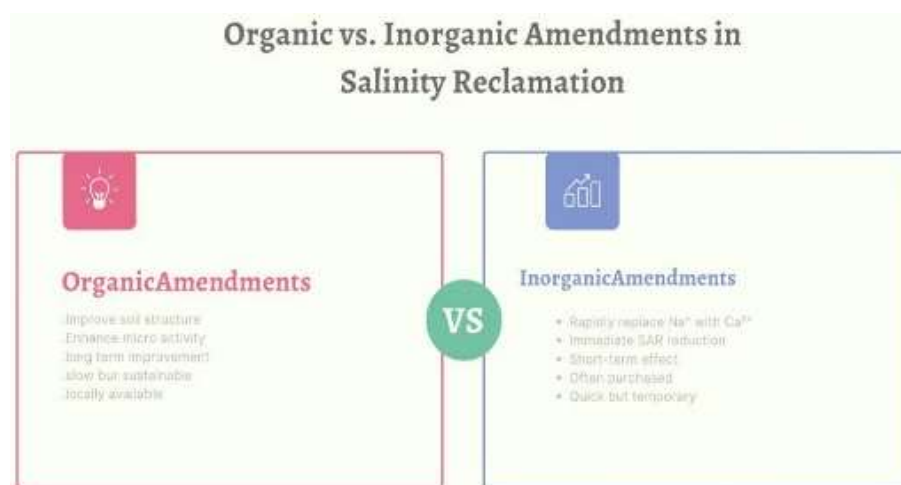 Organic vs. Inorganic Amendments in
Salinity Reclamation
OrganicAmendments
.Improve soil structure
.Enhance micro activity
.long term improvement
.slow bur sustainable
.locally available
VS
InorganicAmendments
• Rapidly replace Na⁺ with Ca²⁺
• Immediate SAR reduction
• Short-term effect
• Often purchased
• Quick but temporary